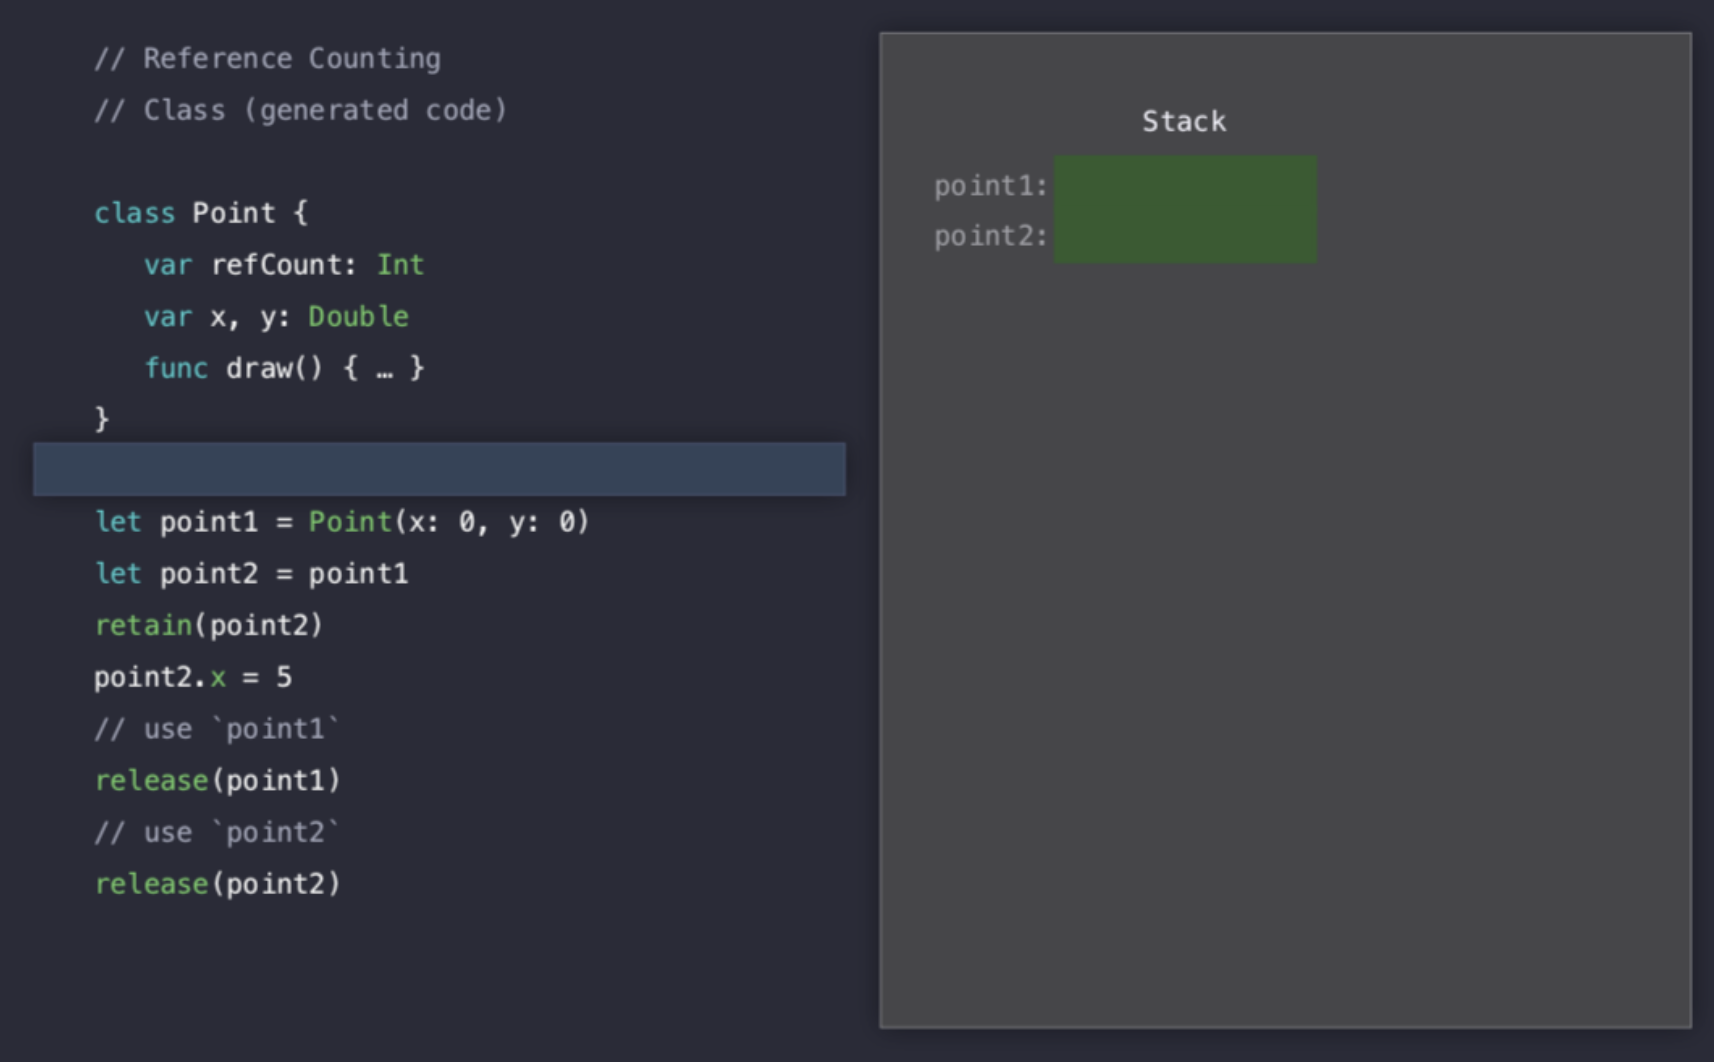 // Reference Counting
// Class (generated code)
class Point {
var refCount: Int
var x, y: Double
func draw() { … }
}
let point1 = Point(x: 0, y: 0)
let point2 = point1
retain(point2)
point2.x = 5
// use `point1`
release(point1)
// use `point2`
release(point2)
Stack
point1:
point2: